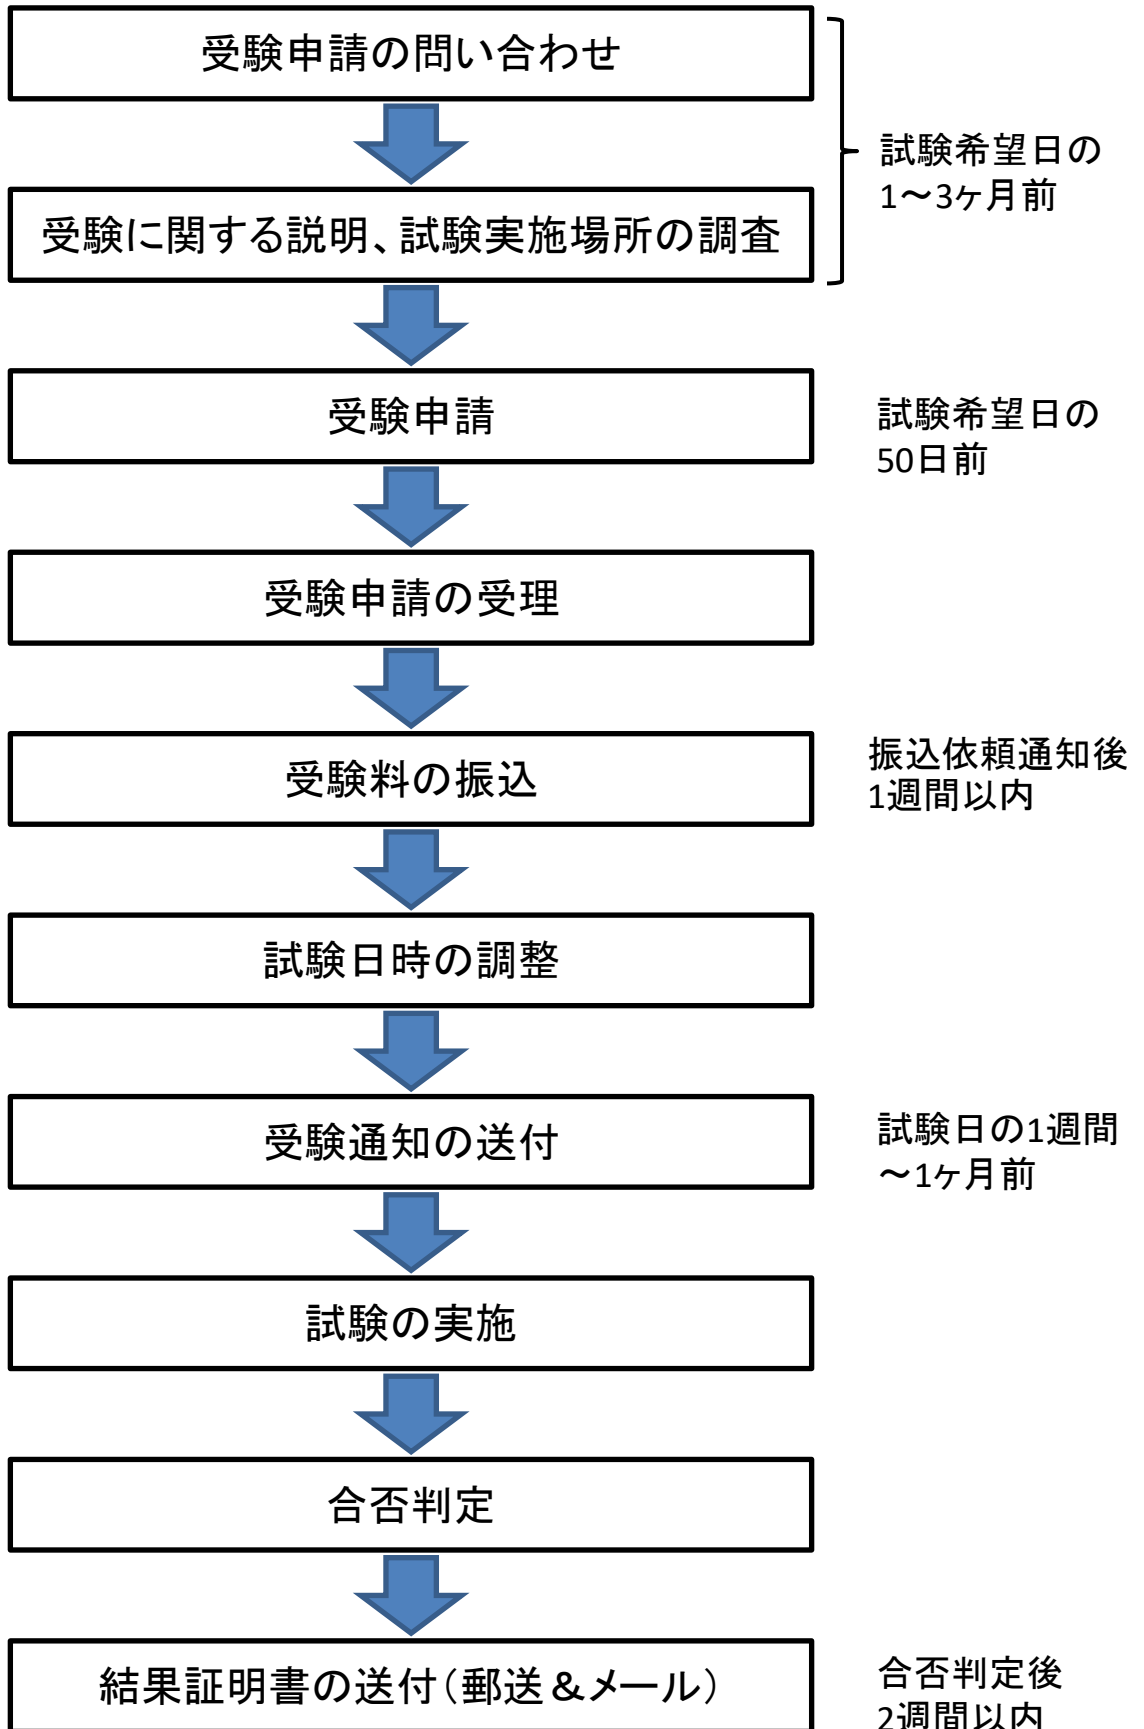 受験申請の問い合わせ
試験希望日の
1～3ヶ月前
受験に関する説明、試験実施場所の調査
受験申請
試験希望日の
50日前
受験申請の受理
受験料の振込
振込依頼通知後
1週間以内
試験日時の調整
受験通知の送付
試験日の1週間
～1ヶ月前
試験の実施
合否判定
結果証明書の送付（郵送＆メール）
合否判定後
2週間以内